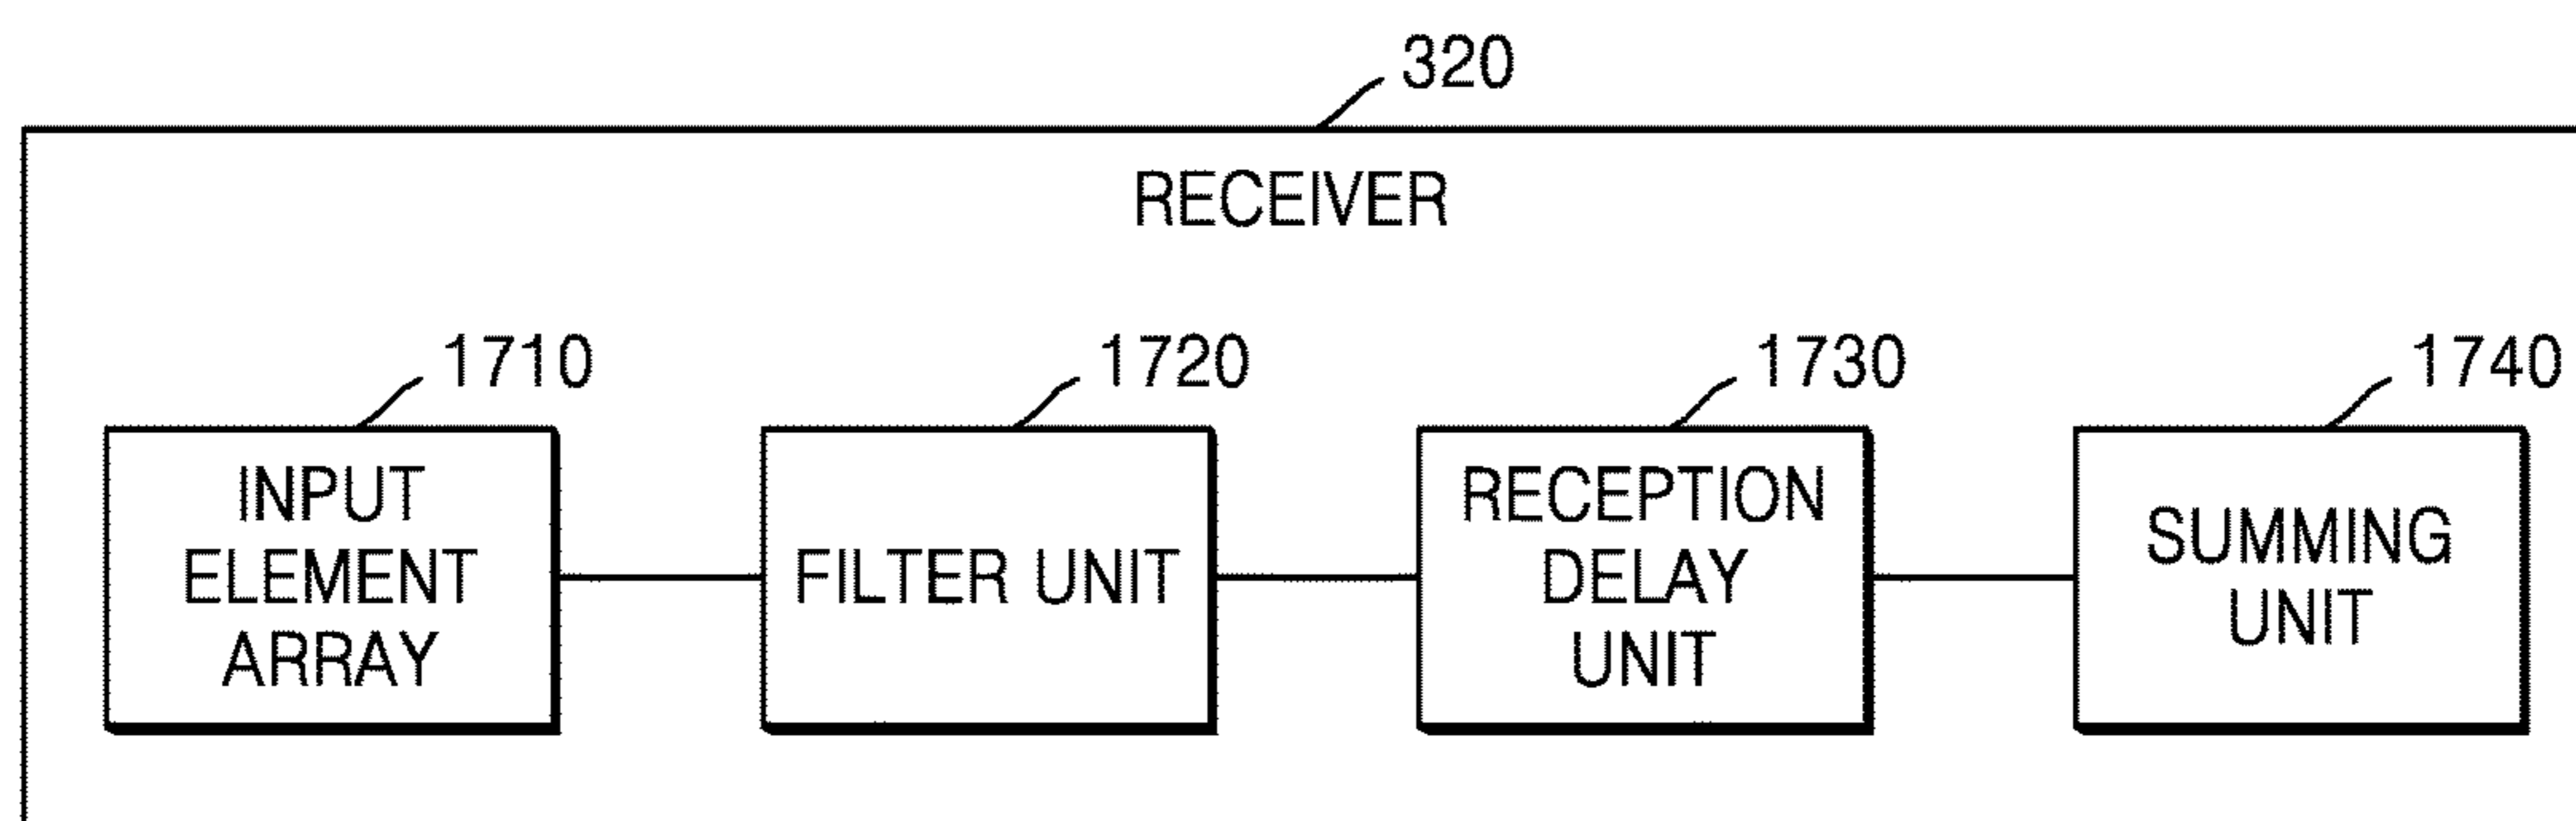 320
RECEIVER
1710
1720
1730
1740
INPUT
ELEMENT
ARRAY
FILTER UNIT
RECEPTION
DELAY
UNIT
SUMMING
UNIT